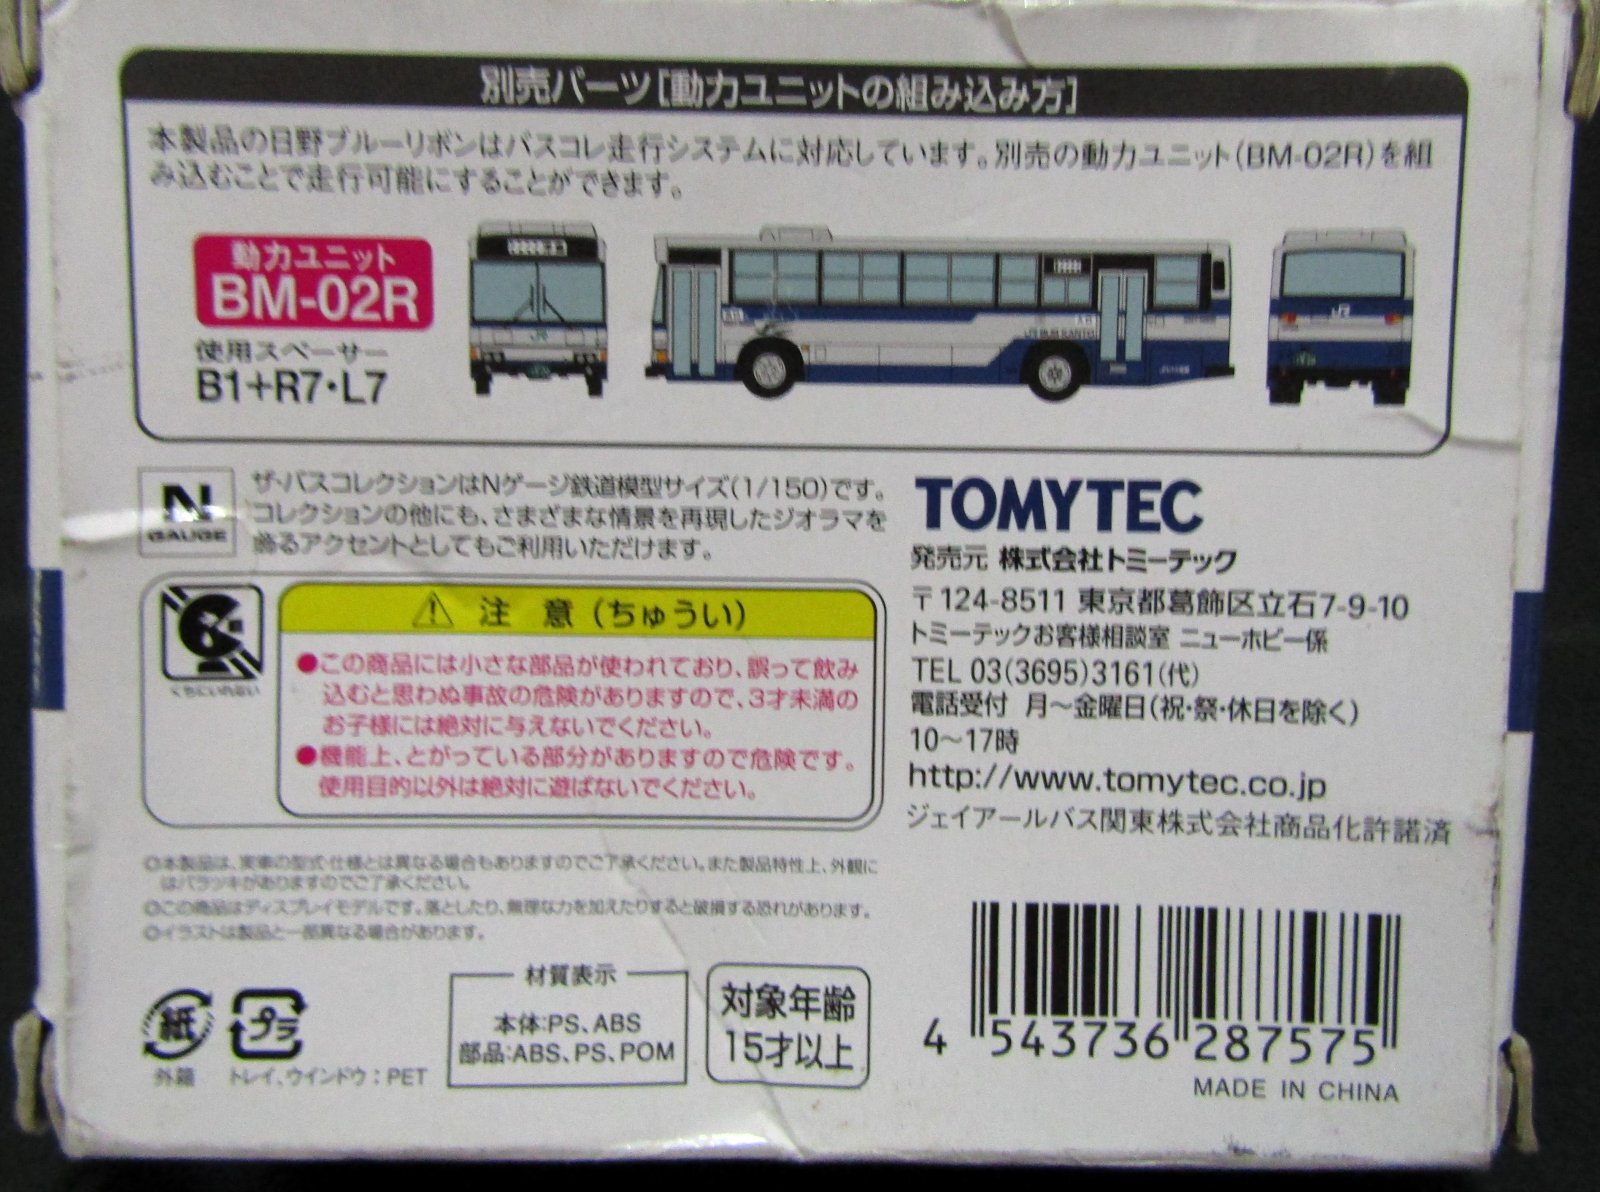 別売パーツ[動力ユニットの組み込み方]
本製品の日野ブルーリボンはバスコレ走行システムに対応しています。別売の動力ユニット(BM-02R)を組
み込むことで走行可能にすることができます。
動力ユニット
BM-02R
使用スペーサー
B1+R7・L7
JR
N
GAUGE
ザ・バスコレクションはNゲージ鉄道模型サイズ(1/150)です。
コレクションの他にも、さまざまな情景を再現したジオラマを
飾るアクセントとしてもご利用いただけます。
くちにいれない
注 意(ちゅうい)
●この商品には小さな部品が使われており、誤って飲み
込むと思わぬ事故の危険がありますので、3才未満の
お子様には絶対に与えないでください。
●機能上、とがっている部分がありますので危険です。
使用目的以外は絶対に遊ばないでください。
TOMYTEC
発売元 株式会社トミーテック
〒124-8511 東京都葛飾区立石7-9-10
トミーテックお客様相談室 ニューホビー係
TEL 03(3695)3161(代)
電話受付 月〜金曜日(祝・祭・休日を除く)
10〜17時
http://www.tomytec.co.jp
ジェイアールバス関東株式会社商品化許諾済
◎本製品は、実車の型式・仕様とは異なる場合もありますのでご了承ください。また製品特性上、外観に
はバラツキがありますのでご了承ください。
◎この商品はディスプレイモデルです。落としたり、無理な力を加えたりすると破損する恐れがあります。
◎イラストは製品と一部異なる場合があります。
紙
外箱
プラ
トレイ、ウインドウ:PET
材質表示
本体:PS、ABS
部品:ABS、PS、POM
対象年齢
15才以上
4 543736 287575
MADE IN CHINA